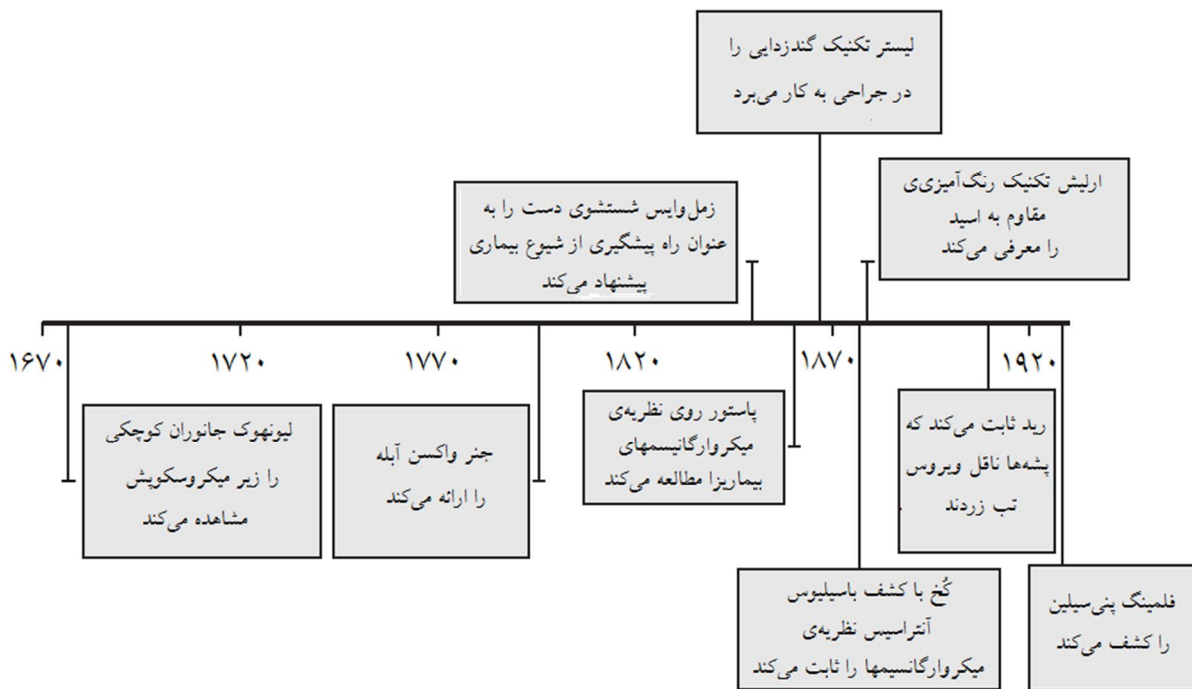 لیستر تکنیک گندزدایی را
در جراحی به کار می‌برد
ارلیش تکنیک رنگ‌آمیزی‌ی
مقاوم به اسید
را معرفی می‌کند
زمل‌وایس شستشوی دست را به
عنوان راه پیشگیری از شیوع بیماری
پیشنهاد می‌کند
۱۶۷۰
۱۷۲۰
۱۷۷۰
۱۸۲۰
۱۸۷۰
۱۹۲۰
لیونهوک جانوران کوچکی
را زیر میکروسکوپش
مشاهده می‌کند
جنر واکسن آبله
را ارائه می‌کند
پاستور روی نظریه‌ی
میکروارگانیسمهای
بیماریزا مطالعه می‌کند
رید ثابت می‌کند که
پشه‌ها ناقل ویروس
تب زردند
کُخ با کشف باسیلیوس
آنتراسیس نظریه‌ی
میکروارگانسیمها را ثابت می‌کند
فلمینگ پنی‌سیلین
را کشف می‌کند